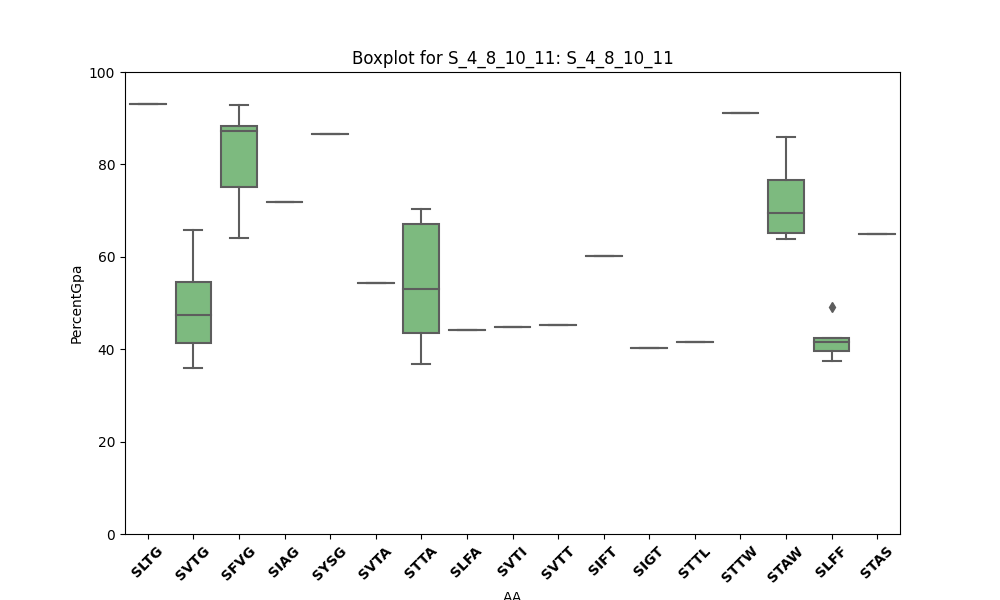 Boxplot for S_4_8_10_11: S_4_8_10_11
PercentGpa
100
80
60
40
20
0
SLTG SVTG SFVG SIAG SYSG SVTA STTA SLFA SVTI SVTT SIFT SIGT STTL STTW STAW SLFF STAS
AA